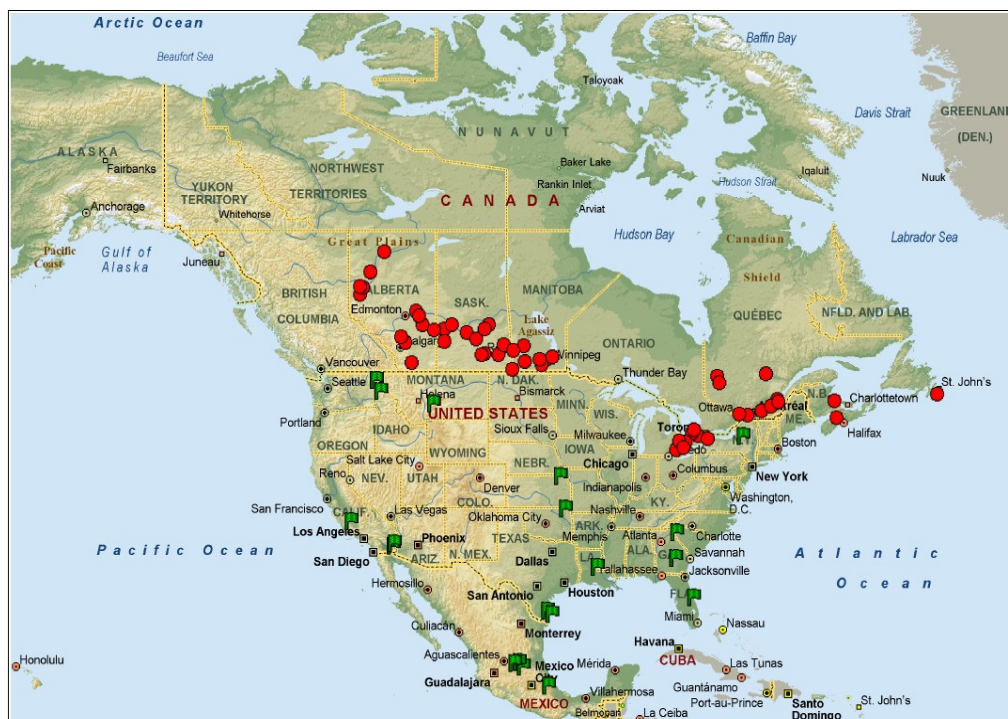 Arctic Ocean
Beaufort Sea
Baffin Bay
Taloyoak
Davis Strait
GREENLAND
(DEN.)
NUNAVUT
ALASKA
Fairbanks
NORTHWEST
TERRITORIES
Baker Lake
Rankin Inlet
Iqaluit
Nuuk
YUKON
TERRITORY
Hudson Strait
Whitehorse
CANADA
Arviat
Anchorage
Pacific
Coast
Gulf of
Alaska
Juneau
Great Plains
Hudson Bay
Canadian
Shield
Labrador Sea
BRITISH
COLUMBIA
ALBERTA
SASK.
MANITOBA
Edmonton
Lake
Agassiz
QUÉBEC
NFLD. AND LAB.
ONTARIO
Winnipeg
Thunder Bay
Vancouver
Seattle
St. John's
MONTANA
N. DAK.
Helena
Bismarck
Ottawa
N.B.
Charlottetown
Halifax
ME.
Portland
UNITED STATES
MINN.
WIS.
OREGON
IDAHO
WYOMING
Sioux Falls
Milwaukee
IOWA
Chicago
N.Y.
Boston
New York
Salt Lake City
Reno
NEV.
UTAH
NEBR.
Denver
COLO.
Columbus
Indianapolis
Washington,
D.C.
San Francisco
CALIF.
Las Vegas
KY.
Nashville
Oklahoma City
ARK.
Memphis
Charlotte
Los Angeles
Phoenix
ARIZ.
N. MEX.
TEXAS
Dallas
Atlanta
ALA.
Savannah
San Diego
LA.
Tallahassee
Jacksonville
Pacific Ocean
Atlantic
Ocean
Hermosillo
San Antonio
Houston
FLA.
Miami
Nassau
Culiacán
Monterrey
Havana
CUBA
Honolulu
Aguascalientes
Guadalajara
Mexico
City
MEXICO
Mérida
Villahermosa
Belmopan
La Ceiba
Las Tunas
Guantánamo
Port-au-Prince
Santo
Domingo
St. John's